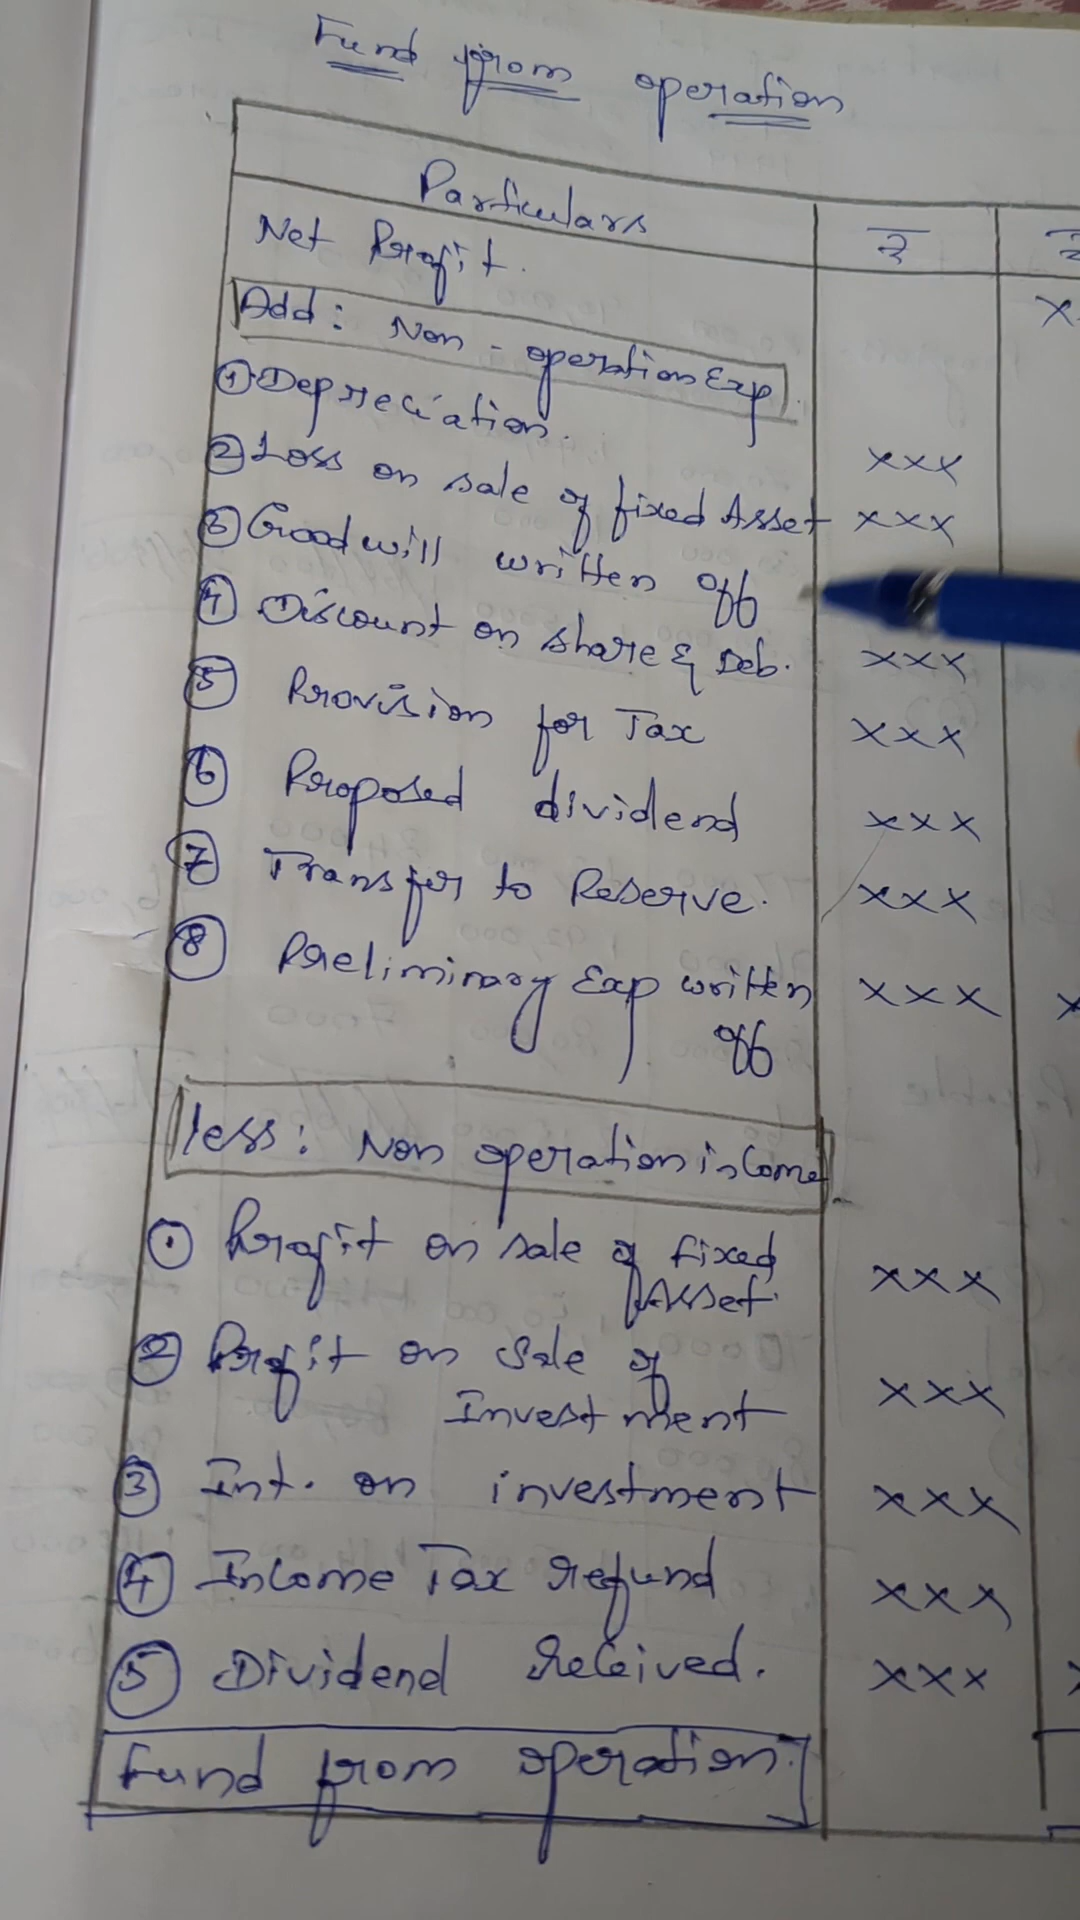 Fund from operation
Particulars ₹ ₹
Net Profit.
Add: Non - operation Exp
① Depreciation. xxx
② Loss on sale of fixed Asset xxx
③ Goodwill written off
④ Discount on share & Deb. xxx
⑤ Provision for Tax xxx
⑥ Proposed dividend xxx
⑦ Transfer to Reserve. xxx
⑧ Preliminary Exp written xxx
off
less: Non operation income
① Profit on sale of fixed
Asset. xxx
② Profit on sale of
Investment xxx
③ Int. on investment xxx
④ Income Tax refund xxx
⑤ Dividend received. xxx
Fund from operation.